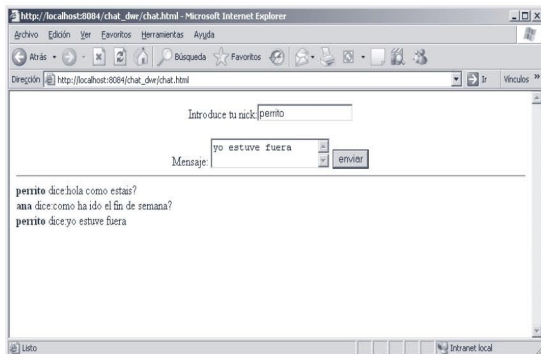 http://localhost:8084/chat_dwr/chat.html - Microsoft Internet Explorer
Archivo Edición Ver Favoritos Herramientas Ayuda
Atrás Búsqueda Favoritos
Dirección http://localhost:8084/chat_dwr/chat.html Ir Vínculos »
Introduce tu nick: perrito
yo estuve fuera
Mensaje: enviar
perrito dice:hola como estais?
ana dice:como ha ido el fin de semana?
perrito dice:yo estuve fuera
Listo Intranet local